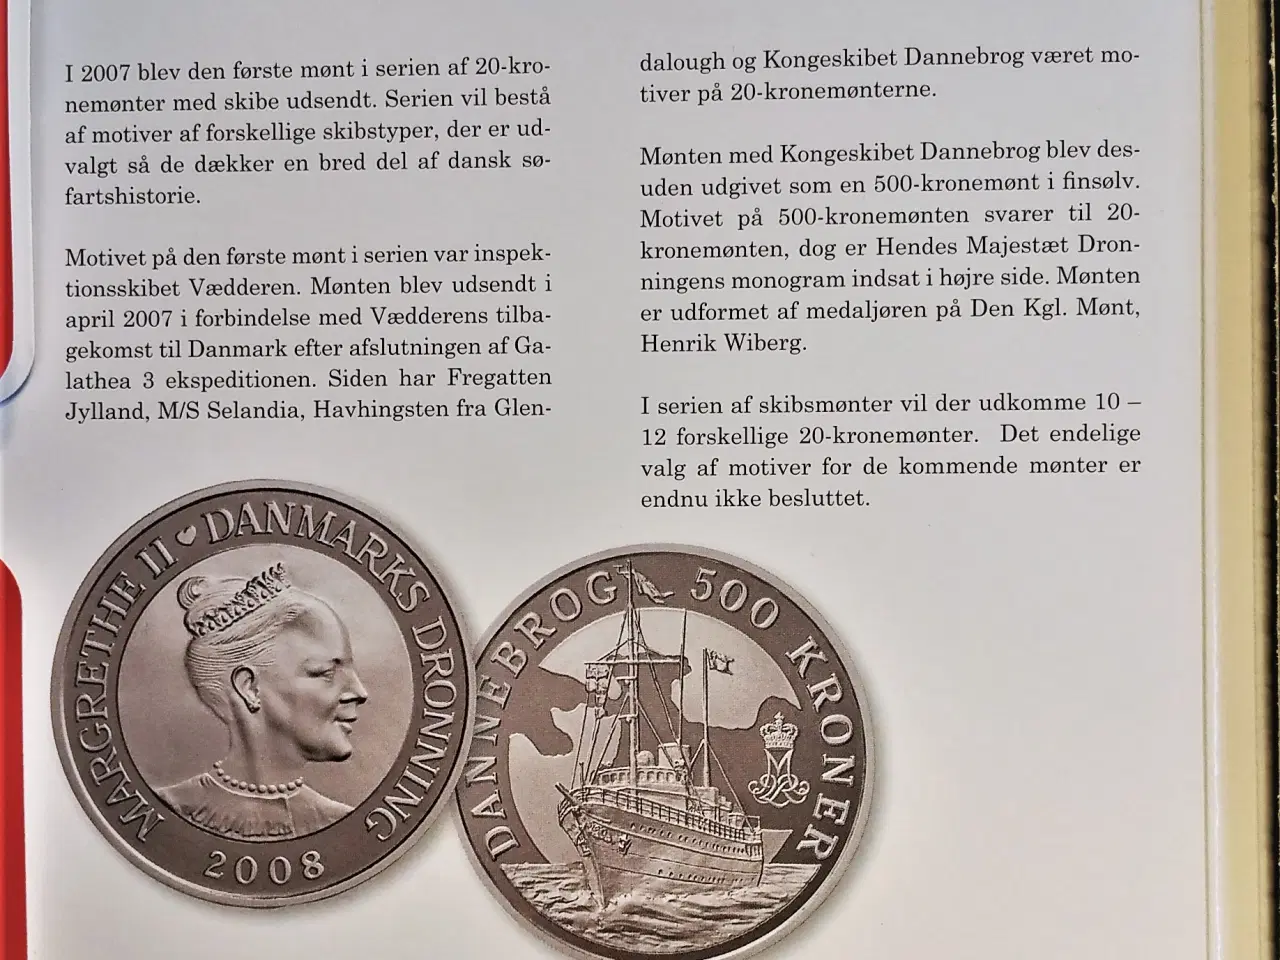 I 2007 blev den første mønt i serien af 20-kro-
nemønter med skibe udsendt. Serien vil bestå
af motiver af forskellige skibstyper, der er ud-
valgt så de dækker en bred del af dansk sø-
fartshistorie.
Motivet på den første mønt i serien var inspek-
tionsskibet Vædderen. Mønten blev udsendt i
april 2007 i forbindelse med Vædderens tilba-
gekomst til Danmark efter afslutningen af Ga-
lathea 3 ekspeditionen. Siden har Fregatten
Jylland, M/S Selandia, Havhingsten fra Glen-
dalough og Kongeskibet Dannebrog været mo-
tiver på 20-kronemønterne.
Mønten med Kongeskibet Dannebrog blev des-
uden udgivet som en 500-kronemønt i finsølv.
Motivet på 500-kronemønten svarer til 20-
kronemønten, dog er Hendes Majestæt Dron-
ningens monogram indsat i højre side. Mønten
er udformet af medaljøren på Den Kgl. Mønt,
Henrik Wiberg.
I serien af skibsmønter vil der udkomme 10 –
12 forskellige 20-kronemønter. Det endelige
valg af motiver for de kommende mønter er
endnu ikke besluttet.
MARGRETHE II ♥ DANMARKS DRONNING
2008
DANNEBROG 500 KRONER